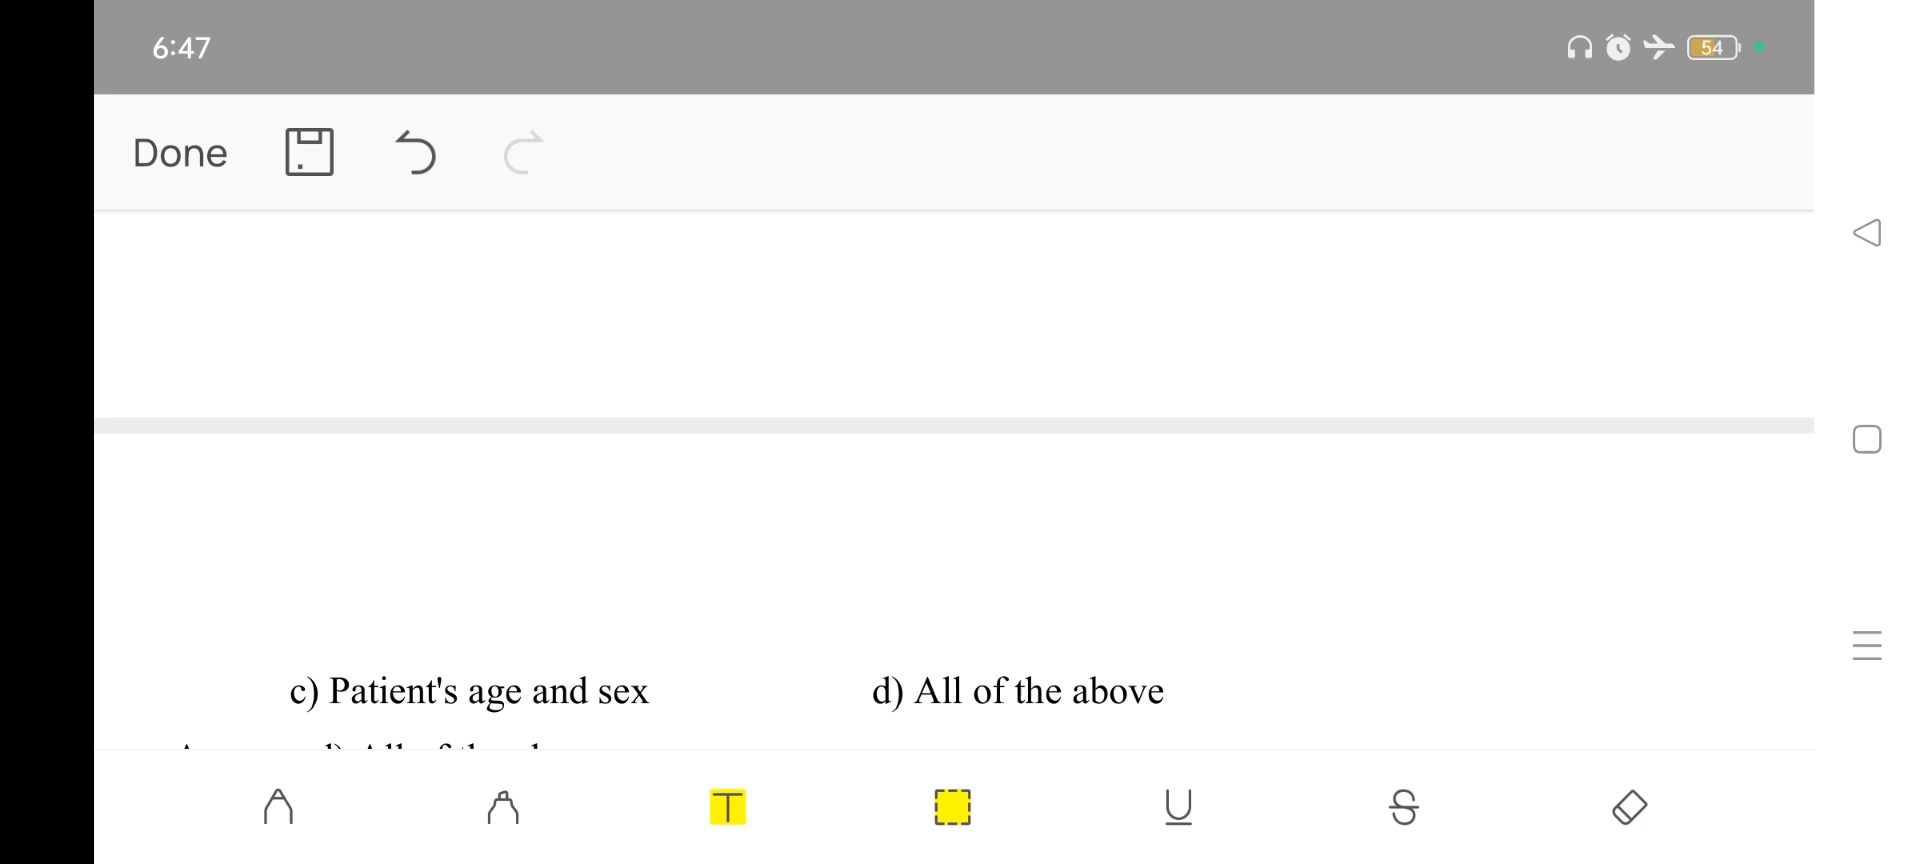 6:47
54
Done
c) Patient's age and sex d) All of the above